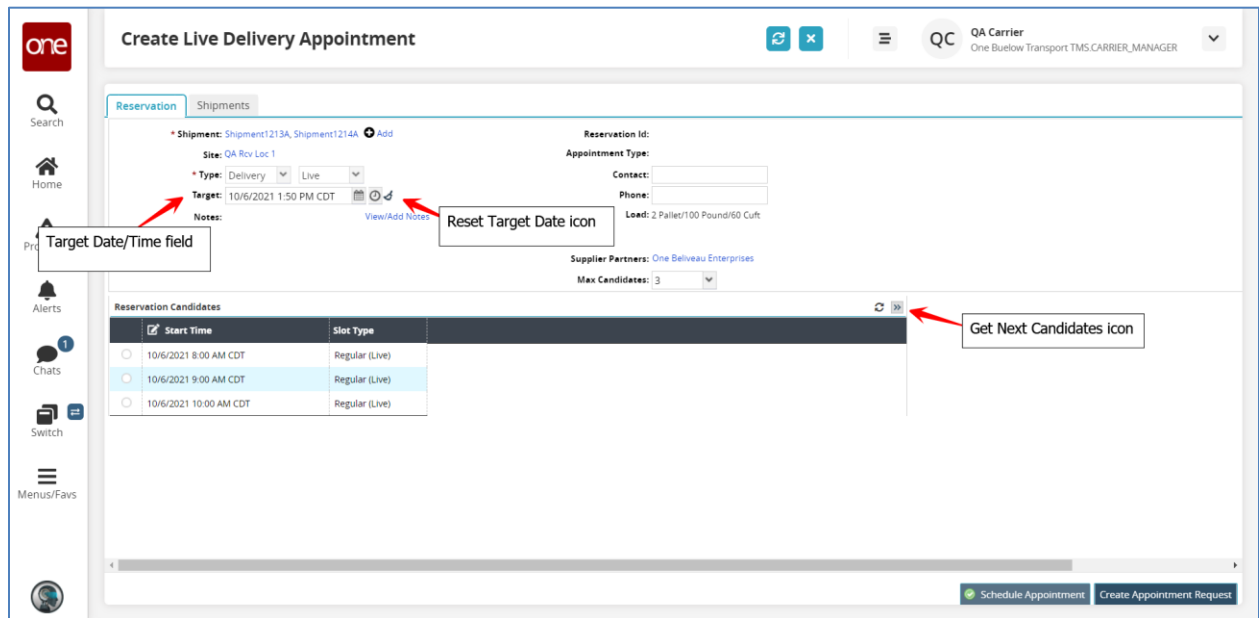 one
Create Live Delivery Appointment
QC
QA Carrier
One Buelow Transport TMS.CARRIER_MANAGER
Search
Home
Alerts
1
Chats
Switch
Menus/Favs
Reservation Shipments
* Shipment: Shipment1213A, Shipment1214A Add
Site: QA Rcv Loc 1
* Type: Delivery Live
Target: 10/6/2021 1:50 PM CDT
Notes: View/Add Notes
Target Date/Time field
Reset Target Date icon
Reservation Id:
Appointment Type:
Contact:
Phone:
Load: 2 Pallet/100 Pound/60 Cuft
Supplier Partners: One Beliveau Enterprises
Max Candidates: 3
Reservation Candidates
Get Next Candidates icon
Start Time Slot Type
10/6/2021 8:00 AM CDT Regular (Live)
10/6/2021 9:00 AM CDT Regular (Live)
10/6/2021 10:00 AM CDT Regular (Live)
Schedule Appointment Create Appointment Request